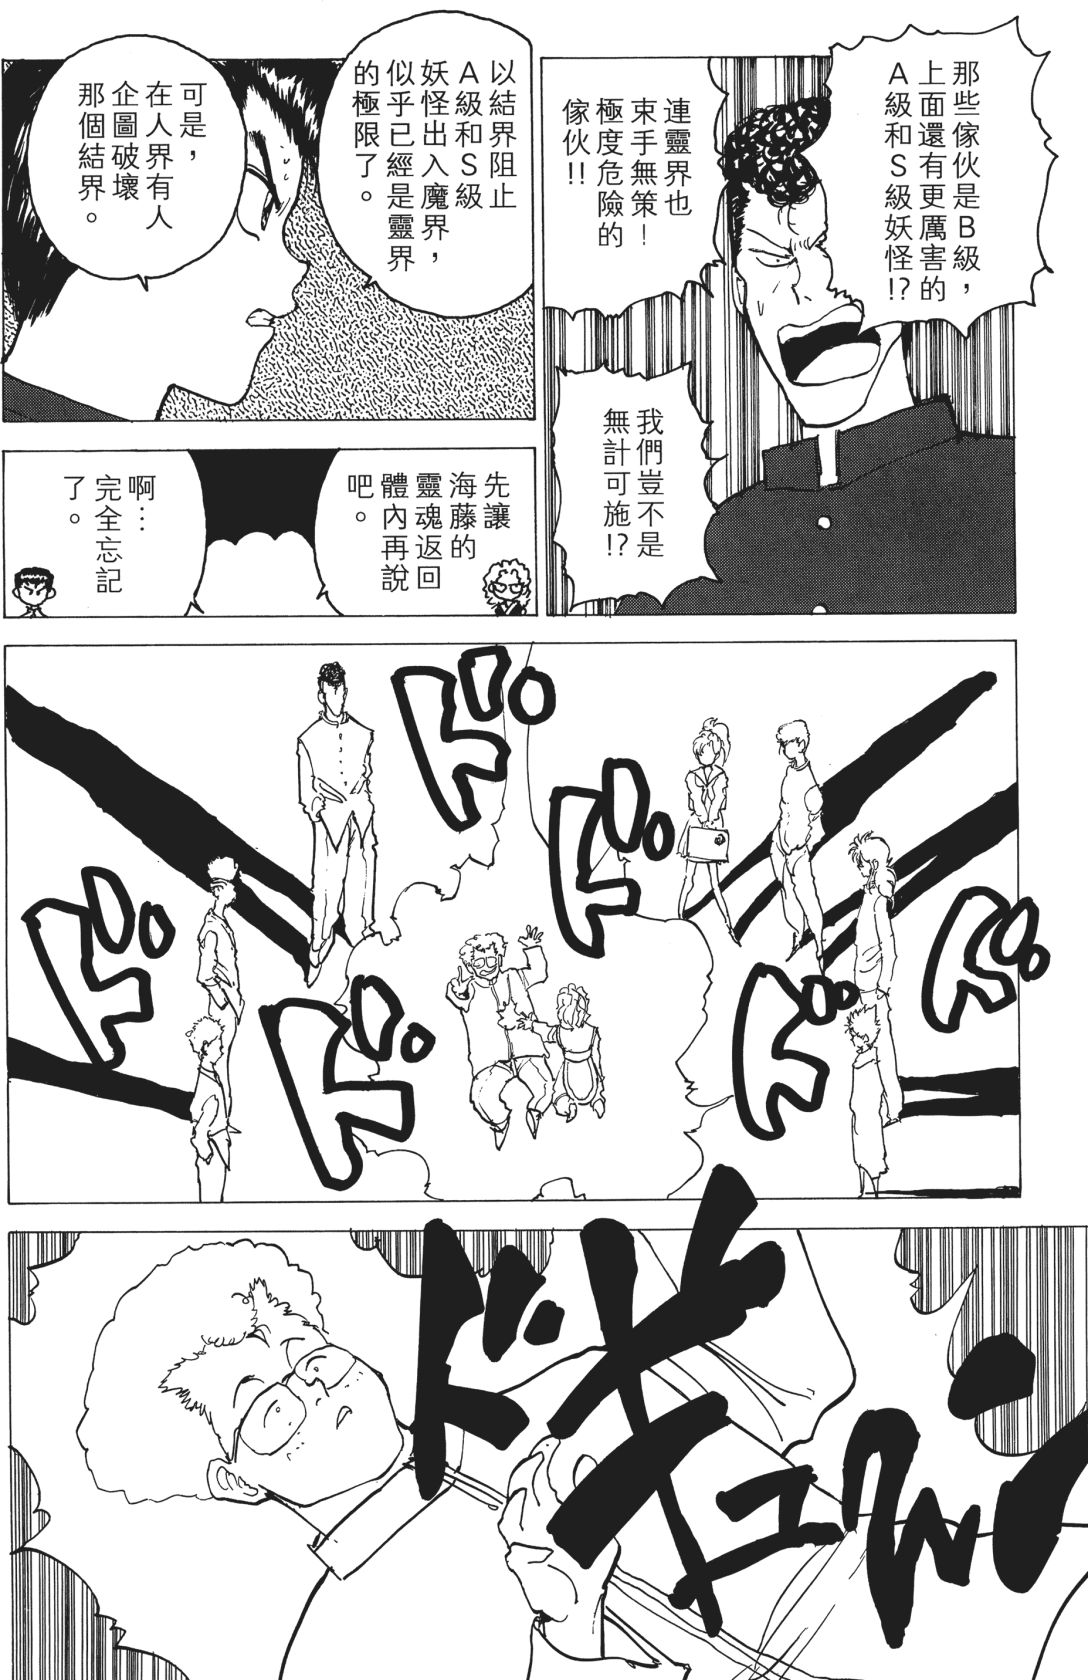 那些傢伙是B級，
上面還有更厲害的
A級和S級妖怪!?
連靈界也
束手無策！
極度危險的
傢伙!!
我們豈不是
無計可施!?
以結界阻止
A級和S級
妖怪出入魔界，
似乎已經是靈界
的極限了。
可是，
在人界有人
企圖破壞
那個結界。
先讓
海藤的
靈魂返回
體內再說
吧。
啊…
完全忘記
了。
ド
ド
ド
ド
ド
ド
ドギュウン